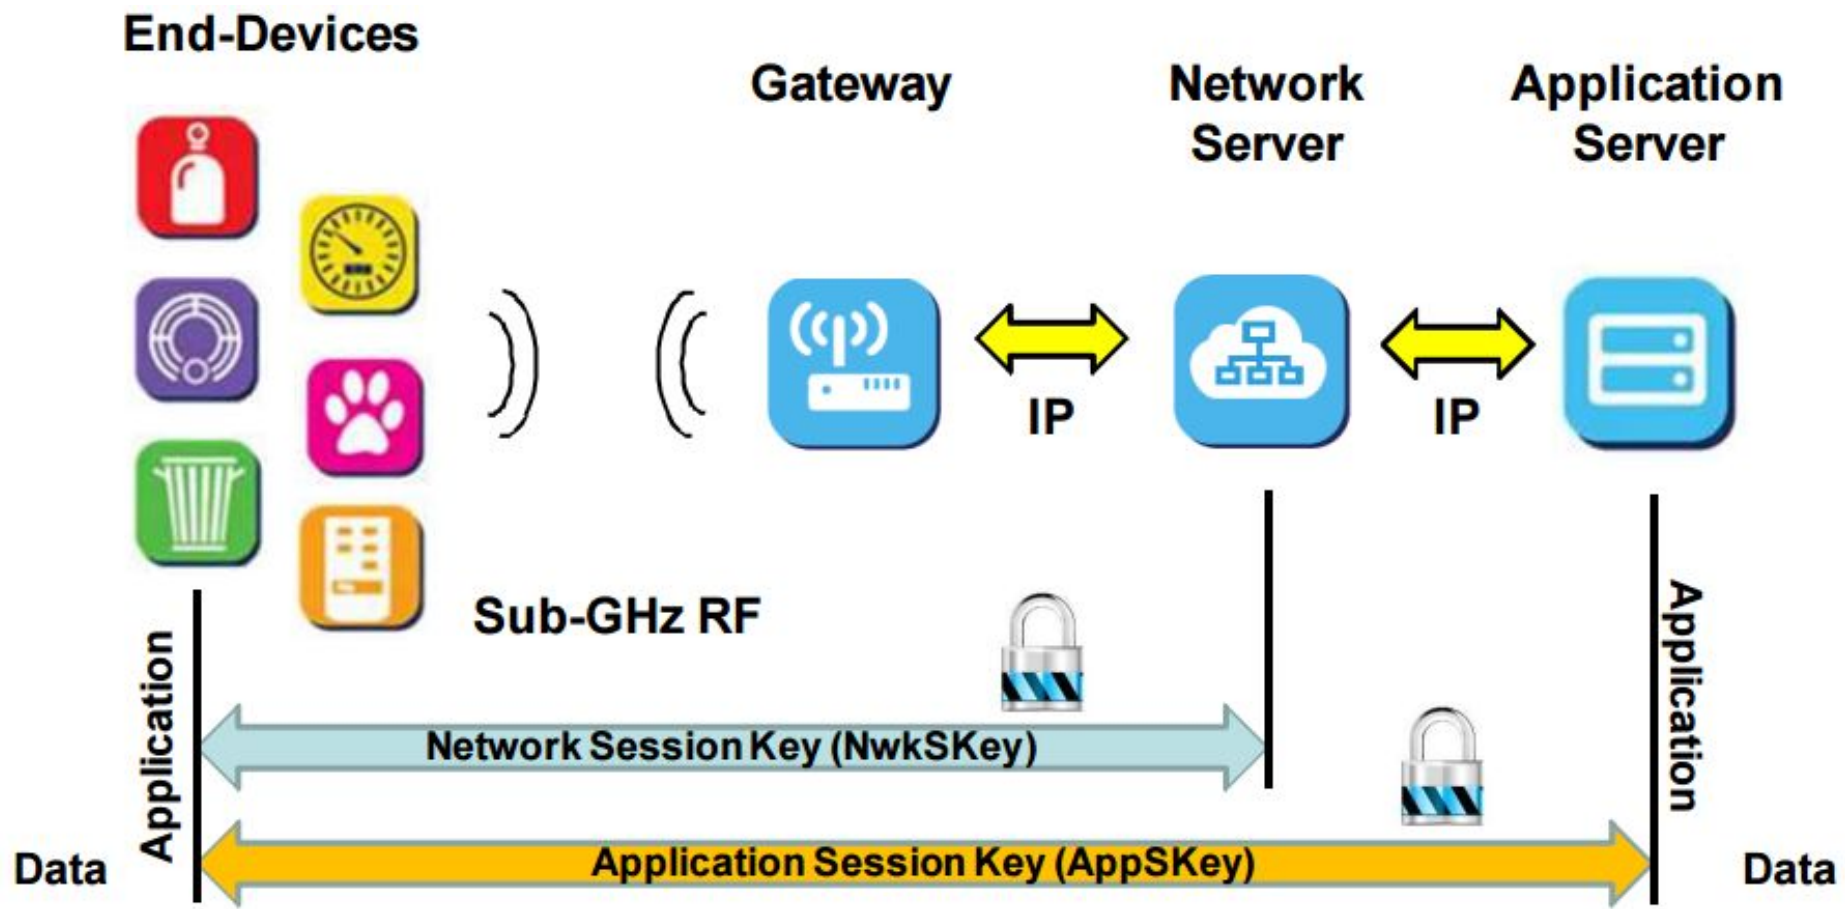 End-Devices
Gateway
Network
Server
Application
Server
IP
IP
Sub-GHz RF
Application
Application
Network Session Key (NwkSKey)
Data
Application Session Key (AppSKey)
Data